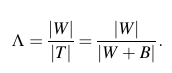 Λ = |W| / |T| = |W| / |W + B|.